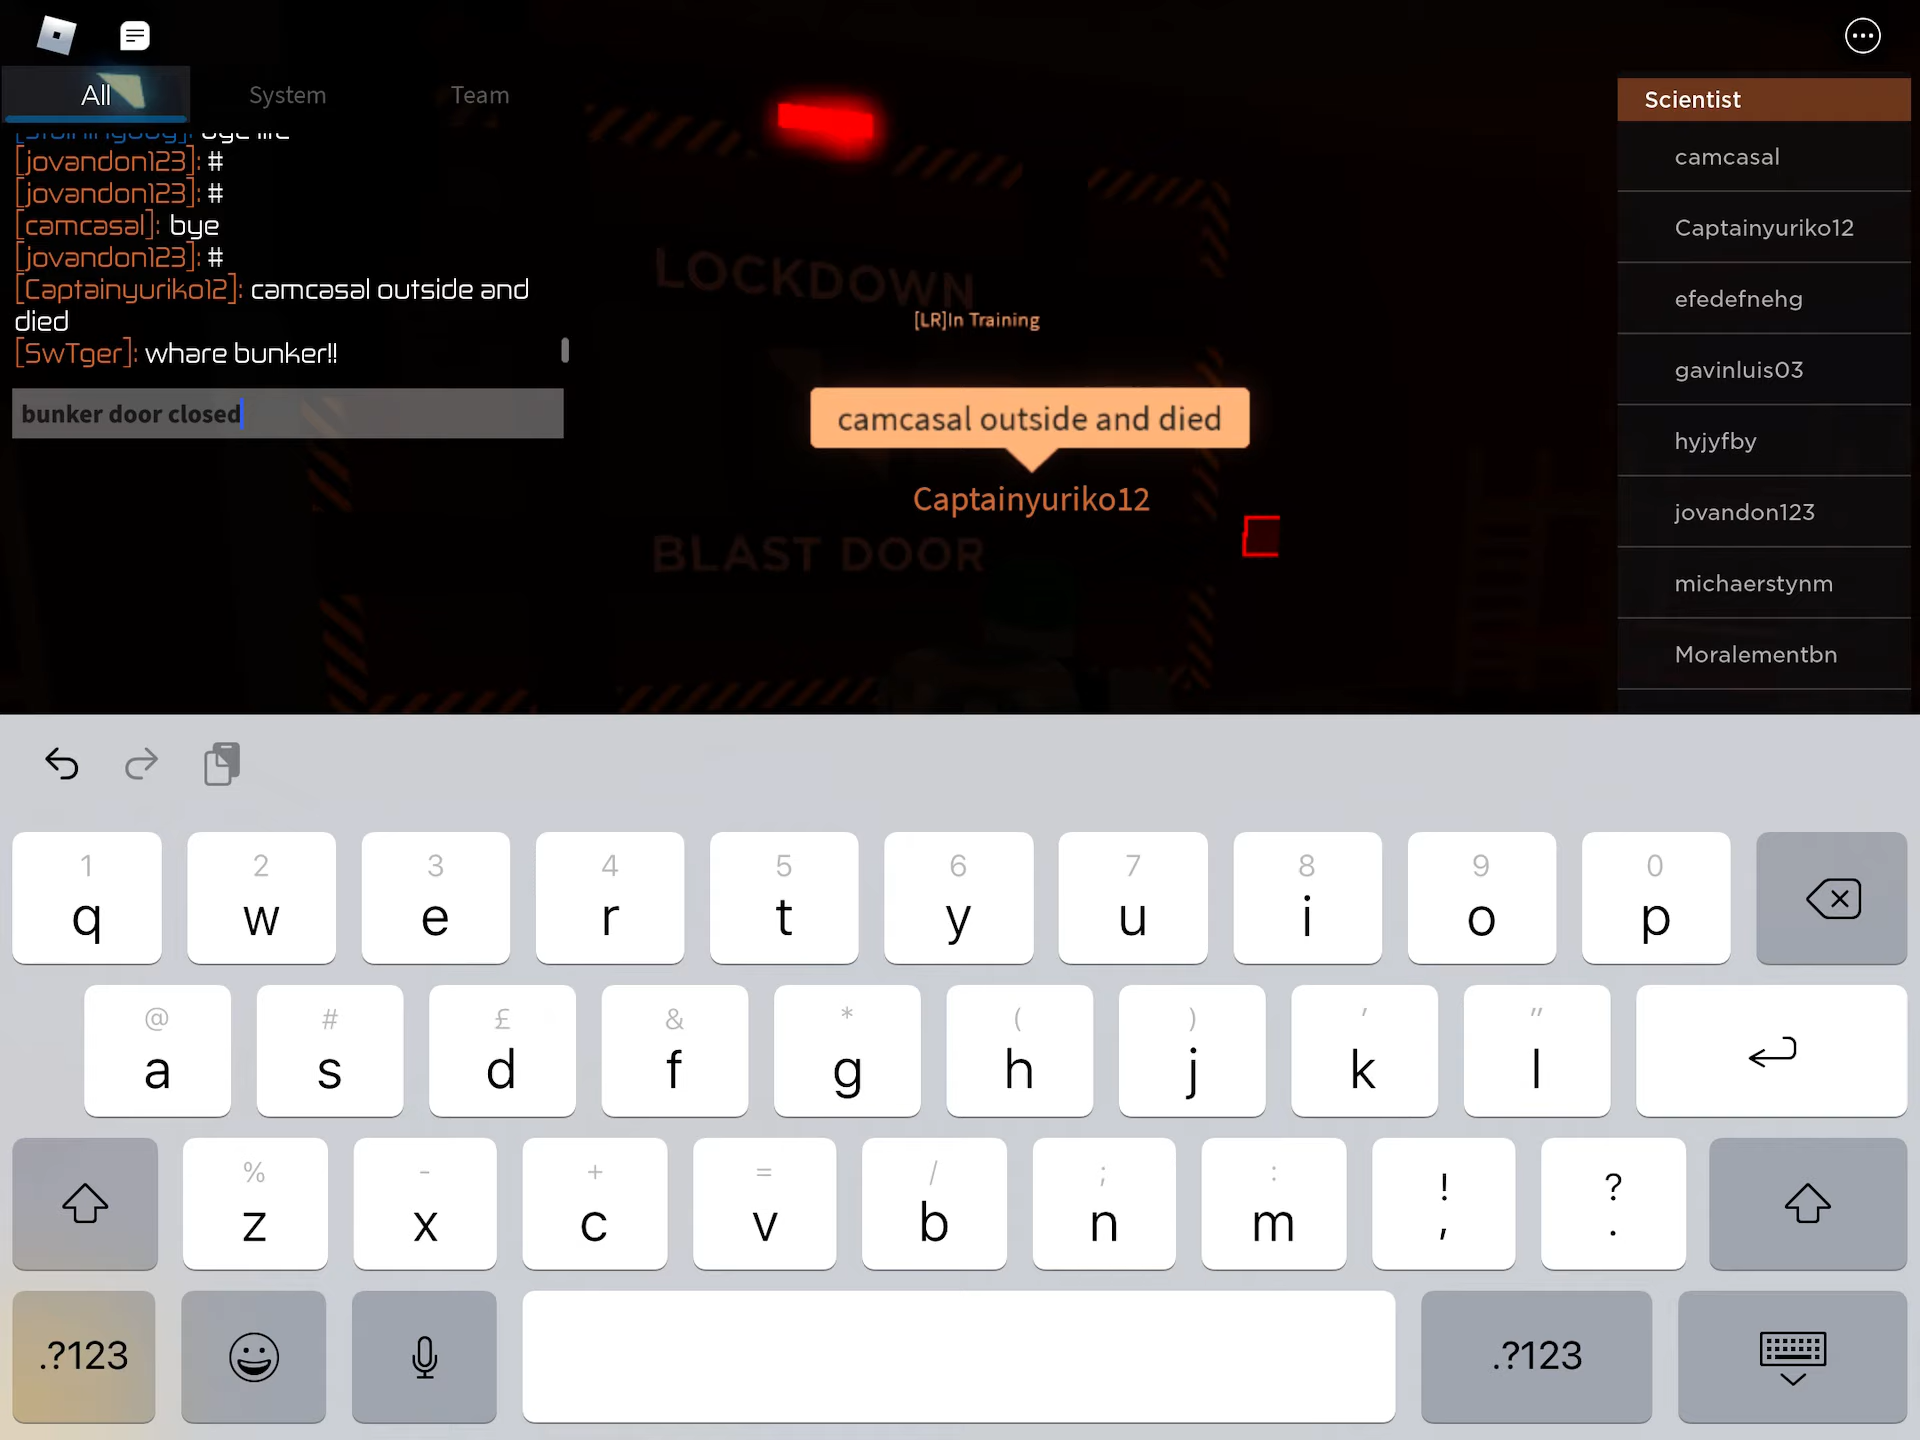 All
System
Team
bye life
[jovandon123]: #
[jovandon123]: #
[camcasal]: bye
[jovandon123]: #
[Captainyuriko12]: camcasal outside and
died
[SwTger]: whare bunker!!
bunker door closed
LOCKDOWN
[LR]In Training
camcasal outside and died
Captainyuriko12
BLAST DOOR
Scientist
camcasal
Captainyuriko12
efedefnehg
gavinluis03
hyjyfby
jovandon123
michaerstynm
Moralementbn
1 2 3 4 5 6 7 8 9 0
q w e r t y u i o p
@ # £ & * ( ) ' "
a s d f g h j k l
% - + = / ; : ! ?
z x c v b n m , .
.?123
.?123